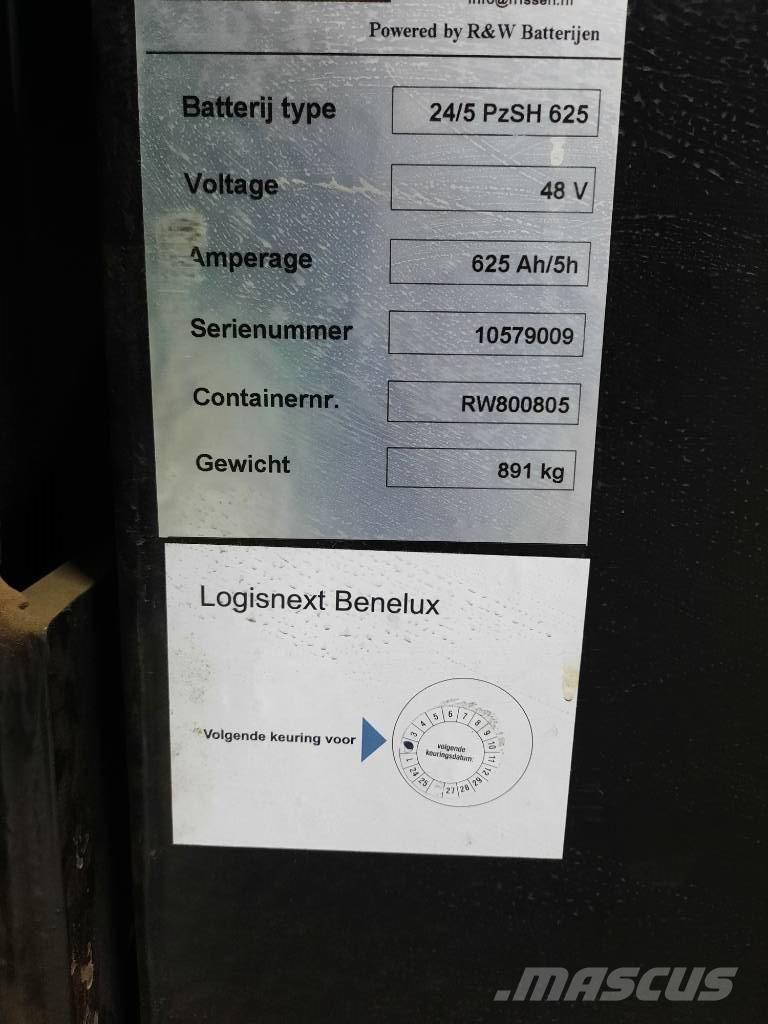 Powered by R&W Batterijen
Batterij type 24/5 PzSH 625
Voltage 48 V
Amperage 625 Ah/5h
Serienummer 10579009
Containernr. RW800805
Gewicht 891 kg
Logisnext Benelux
Volgende keuring voor
volgende
keuringsdatum:
1 3 4 5 6 7 8 9 10 11 12
24 25 27 28 29
MASCUS